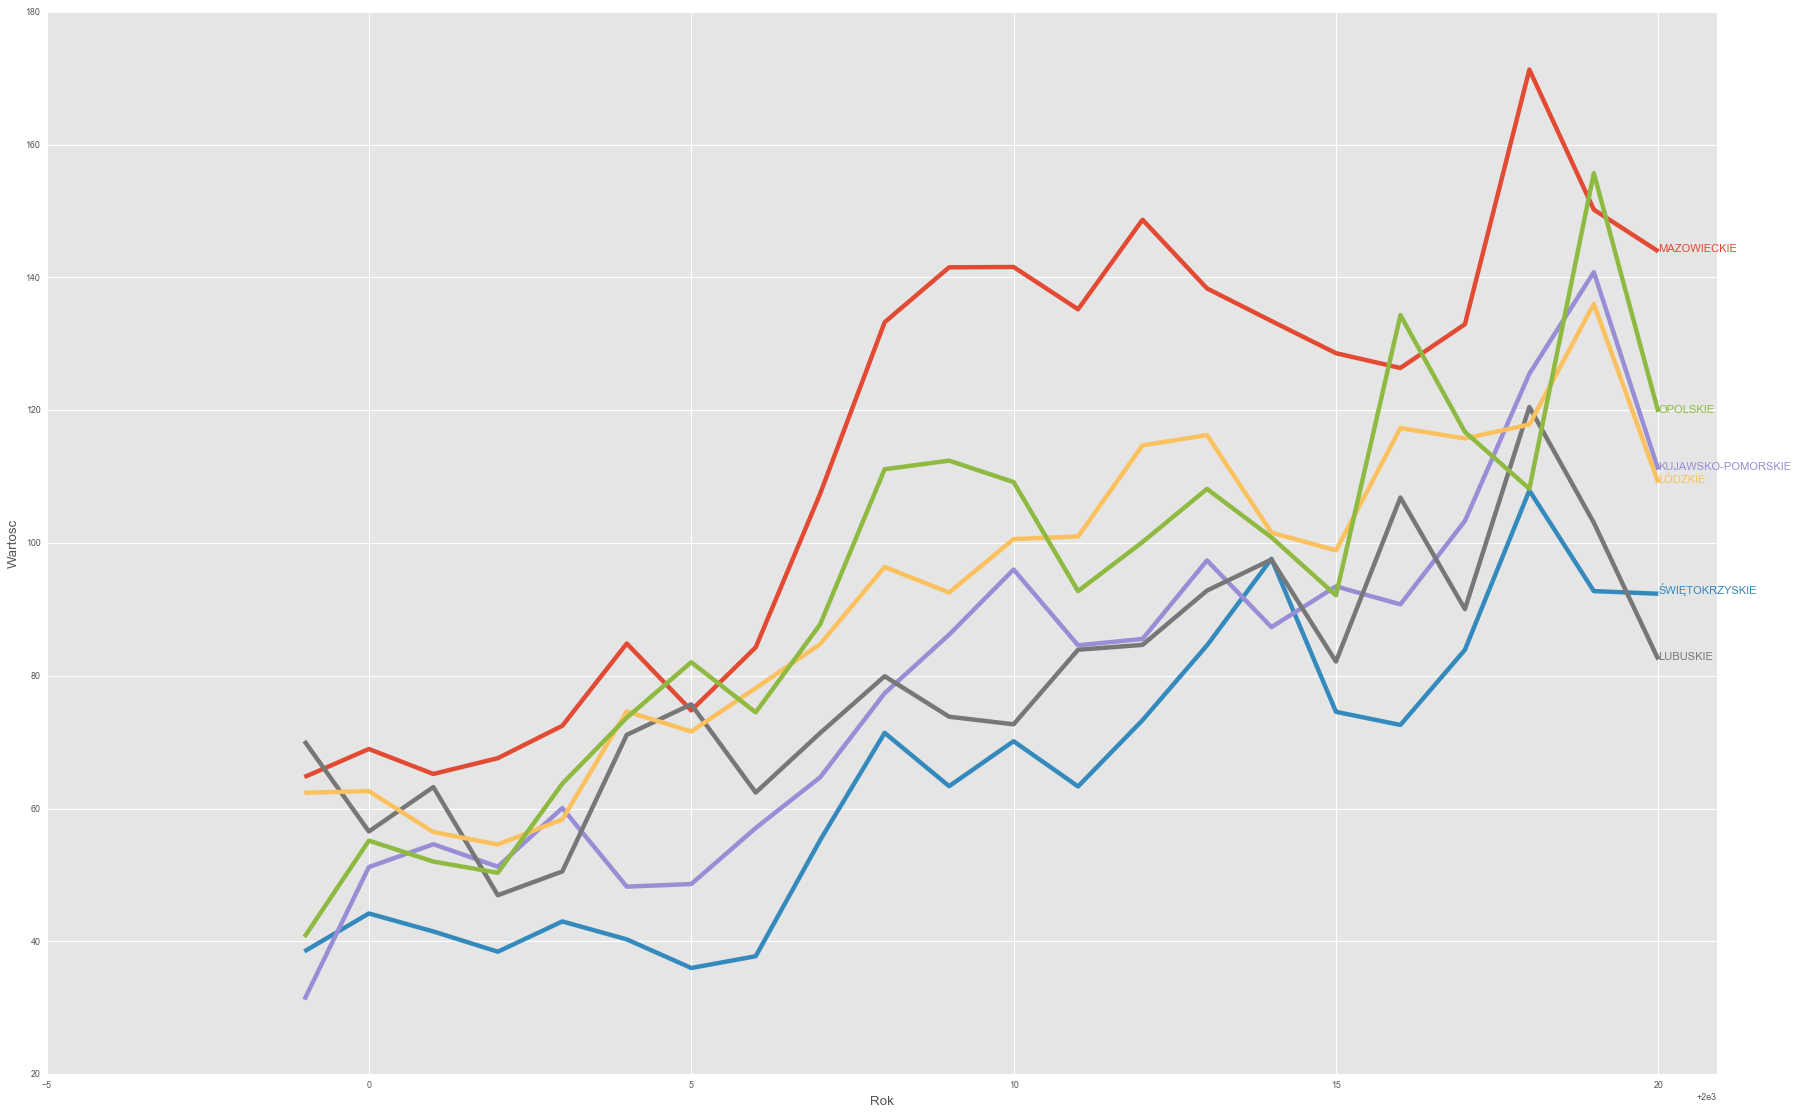 180
160
140
120
100
80
60
40
20
Wartosc
MAZOWIECKIE
OPOLSKIE
KUJAWSKO-POMORSKIE
ŁÓDZKIE
ŚWIĘTOKRZYSKIE
LUBUSKIE
−5 0 5 10 15 20
Rok
+2e3